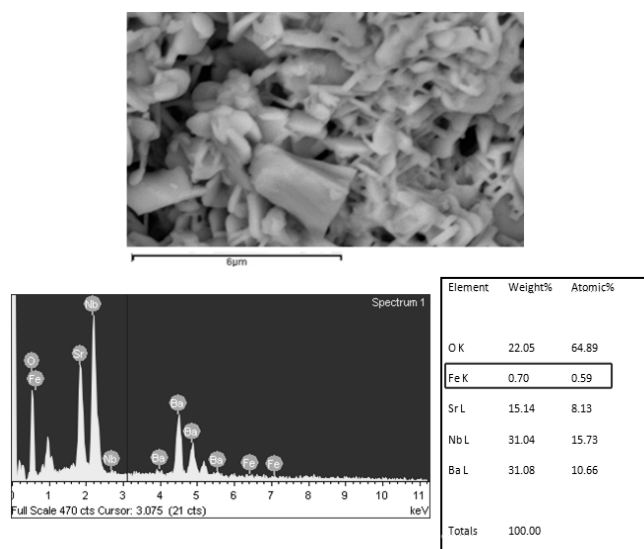 6µm
Spectrum 1
Nb
O
Sr
Fe
Ba
Ba
Nb
Ba
Ba
Fe
Fe
0 1 2 3 4 5 6 7 8 9 10 11
Full Scale 470 cts Cursor: 3.075 (21 cts) keV
Element Weight% Atomic%
O K 22.05 64.89
Fe K 0.70 0.59
Sr L 15.14 8.13
Nb L 31.04 15.73
Ba L 31.08 10.66
Totals 100.00